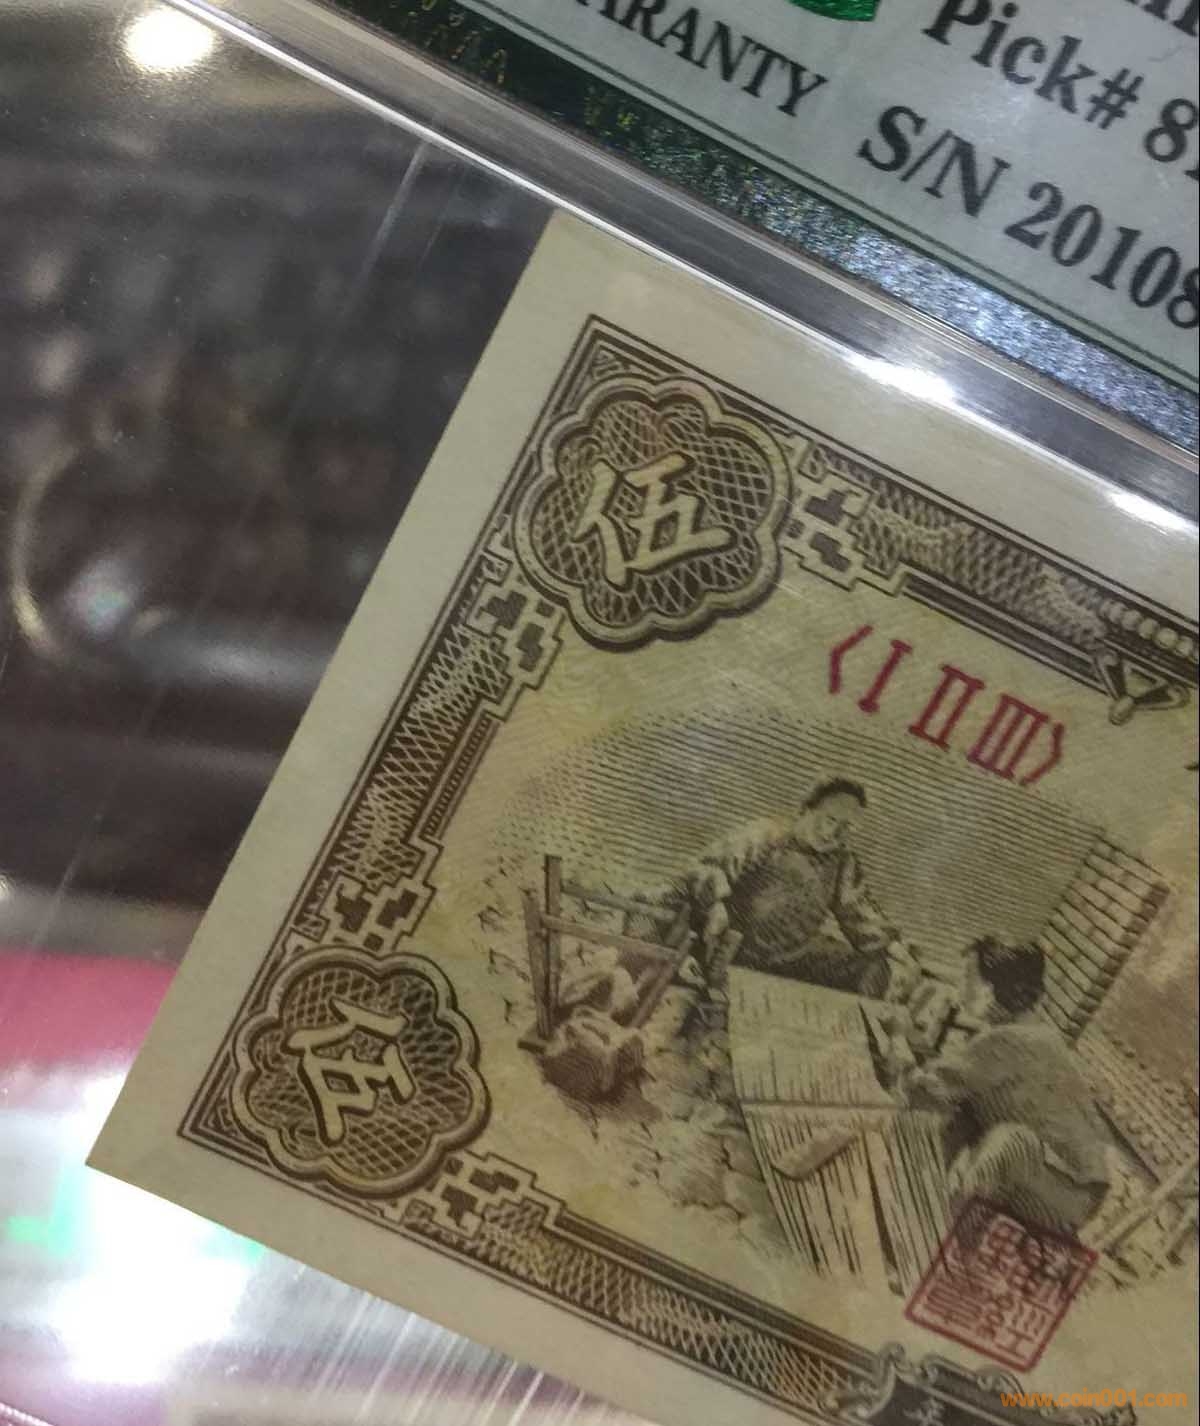 ARANTY
Pick# 8
S/N 20108
伍
〈Ⅰ Ⅱ Ⅲ〉
伍
www.coin001.com